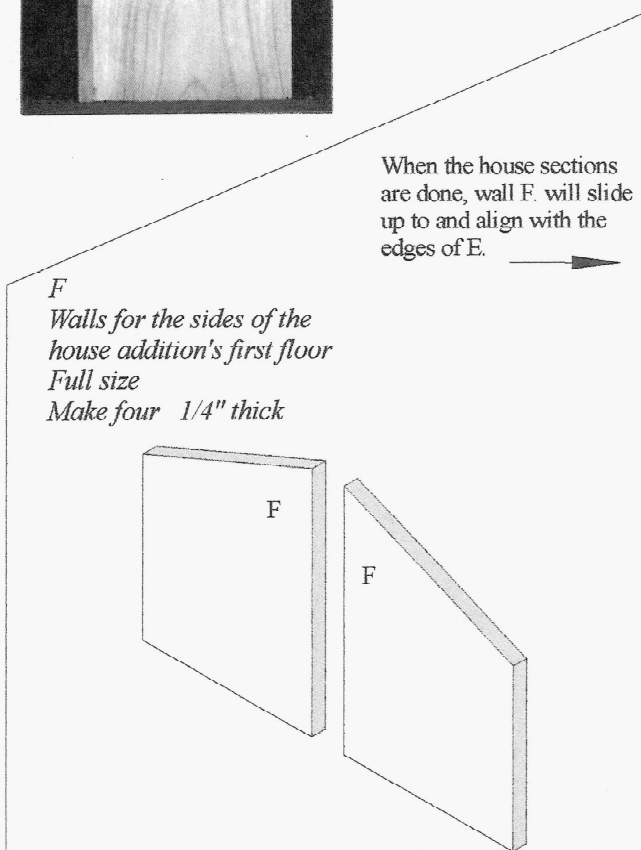 When the house sections
are done, wall F. will slide
up to and align with the
edges of E.
F
Walls for the sides of the
house addition's first floor
Full size
Make four 1/4" thick
F
F